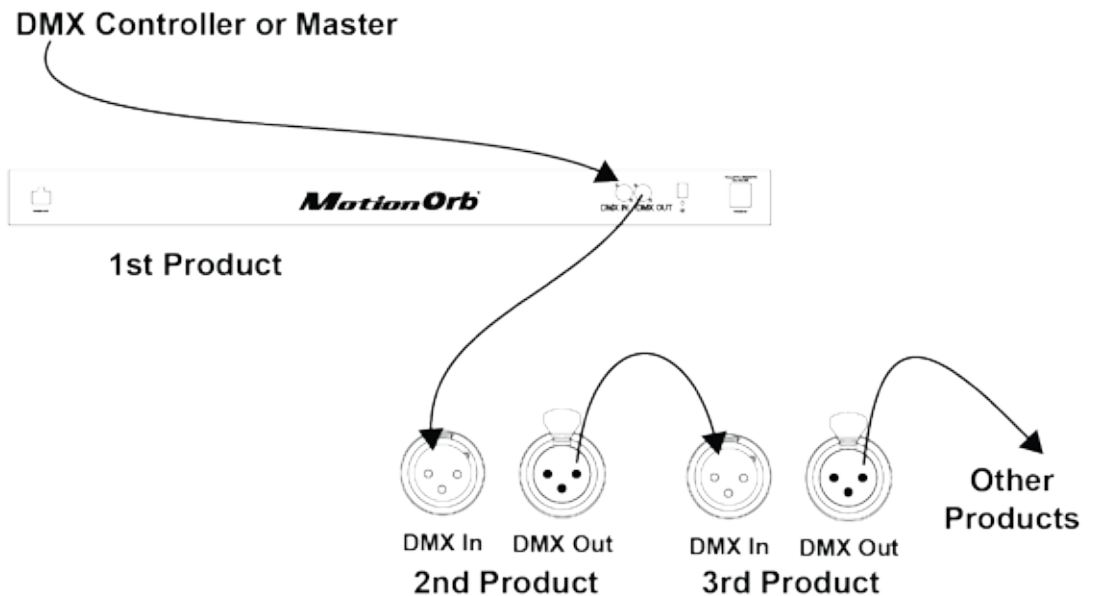 DMX Controller or Master
MotionOrb
DMX IN DMX OUT
1st Product
DMX In DMX Out DMX In DMX Out
2nd Product 3rd Product
Other
Products